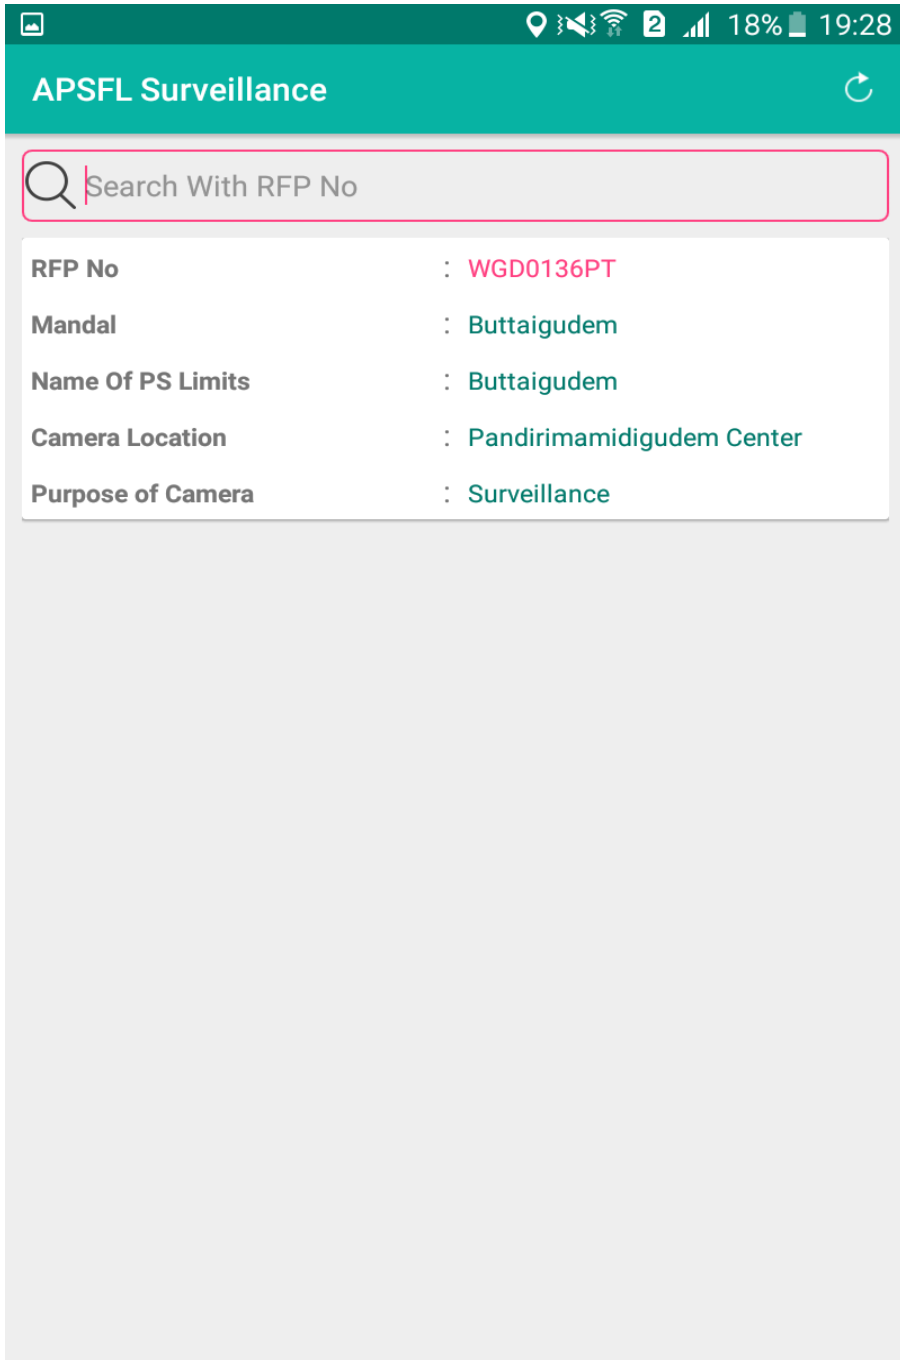 2 18% 19:28
APSFL Surveillance
Search With RFP No
RFP No : WGD0136PT
Mandal : Buttaigudem
Name Of PS Limits : Buttaigudem
Camera Location : Pandirimamidigudem Center
Purpose of Camera : Surveillance